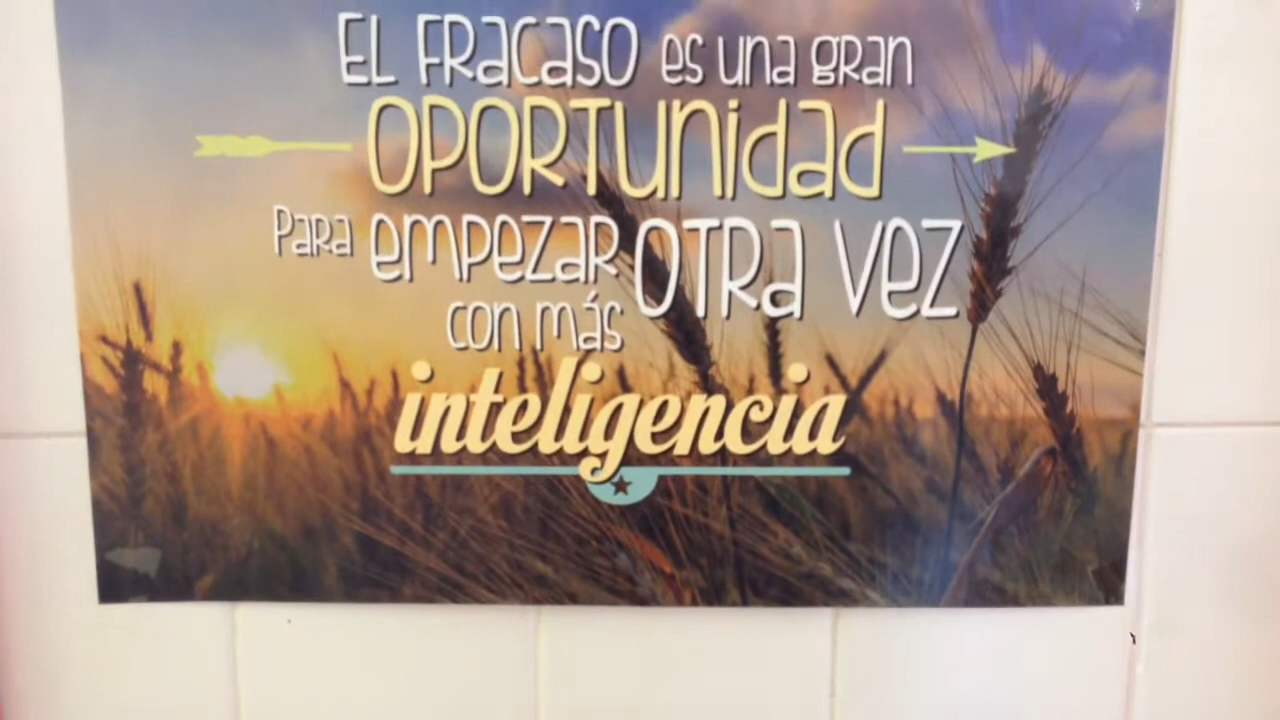 EL FRacaSO es una gran
OPORTUnidad
Para empezar OTRa vez
con más
inteligencia